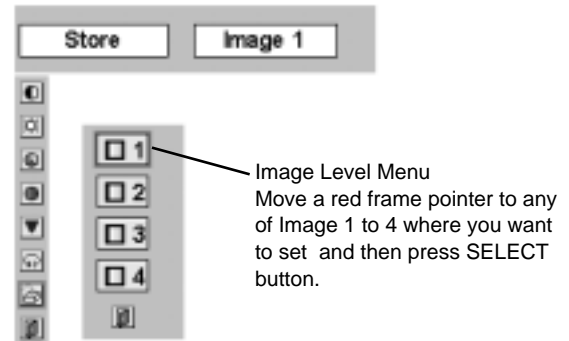 Store Image 1
1
2
3
4
Image Level Menu
Move a red frame pointer to any
of Image 1 to 4 where you want
to set and then press SELECT
button.